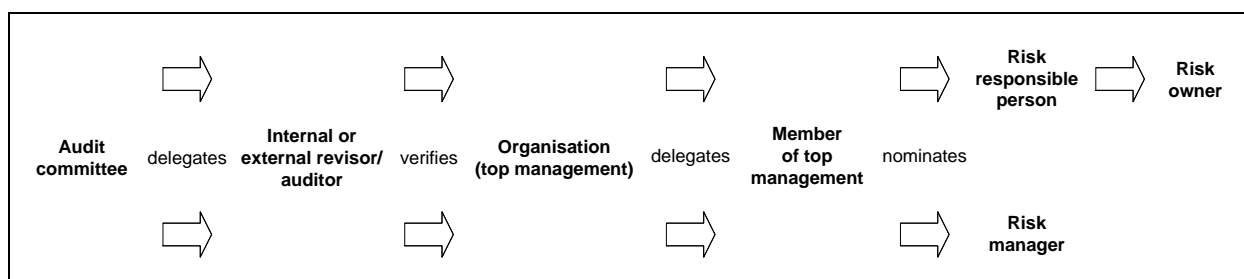 Audit
committee
delegates
Internal or
external revisor/
auditor
verifies
Organisation
(top management)
delegates
Member
of top
management
nominates
Risk
responsible
person
Risk
owner
Risk
manager